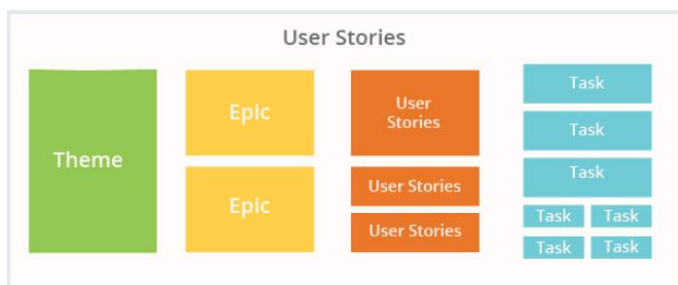 User Stories
Theme
Epic
Epic
User
Stories
User Stories
User Stories
Task
Task
Task
Task Task
Task Task